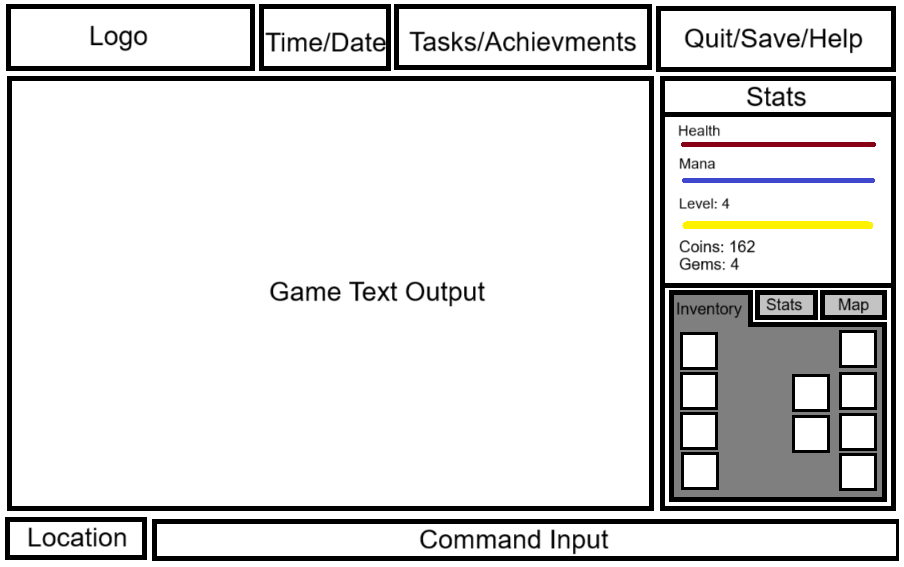 Logo
Time/Date
Tasks/Achievments
Quit/Save/Help
Stats
Health
Mana
Level: 4
Coins: 162
Gems: 4
Game Text Output
Inventory
Stats
Map
Location
Command Input